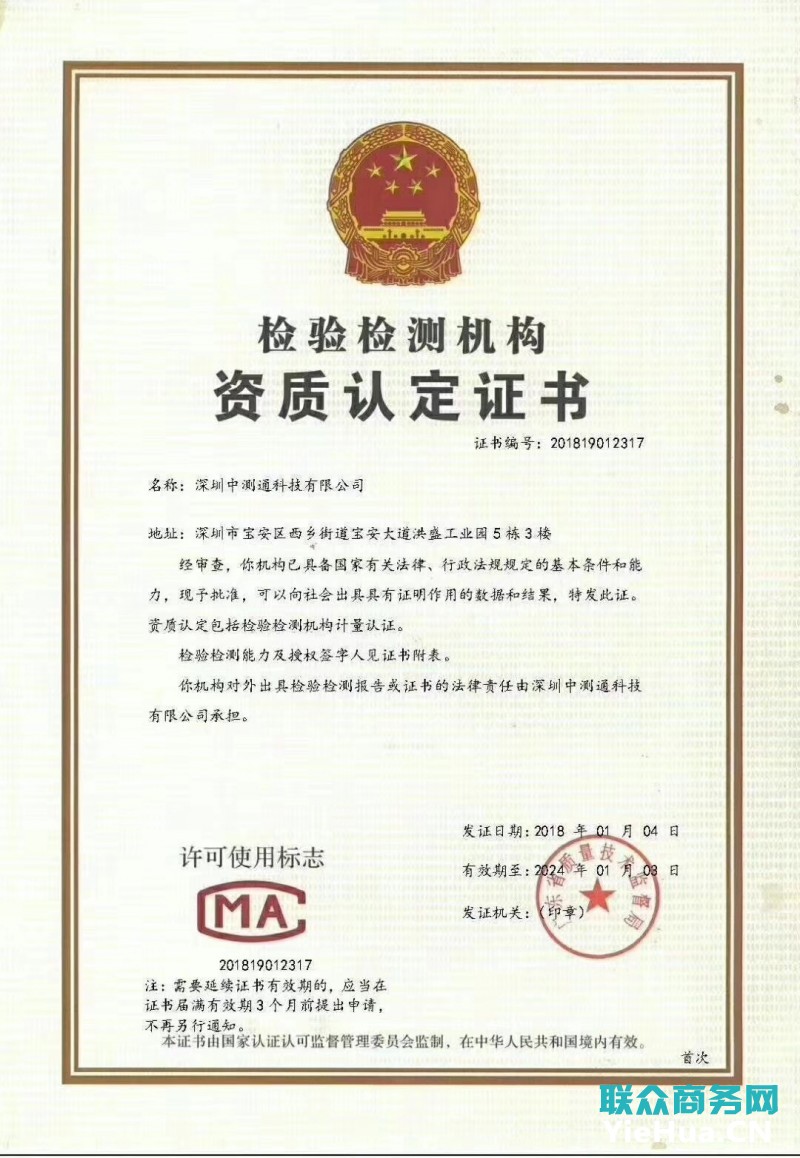 检验检测机构
资质认定证书
证书编号：201819012317
名称：深圳中测通科技有限公司
地址：深圳市宝安区西乡街道宝安大道洪盛工业园5栋3楼
经审查，你机构已具备国家有关法律、行政法规规定的基本条件和能
力，现予批准，可以向社会出具具有证明作用的数据和结果，特发此证。
资质认定包括检验检测机构计量认证。
检验检测能力及授权签字人见证书附表。
你机构对外出具检验检测报告或证书的法律责任由深圳中测通科技
有限公司承担。
许可使用标志
MA
201819012317
注：需要延续证书有效期的，应当在
证书届满有效期3个月前提出申请，
不再另行通知。
发证日期：2018 年 01 月 04 日
有效期至：2024 年 01 月 03 日
发证机关：（印章）
广东省质量技术监督局
本证书由国家认证认可监督管理委员会监制，在中华人民共和国境内有效。
首次
联众商务网
YieHua.CN